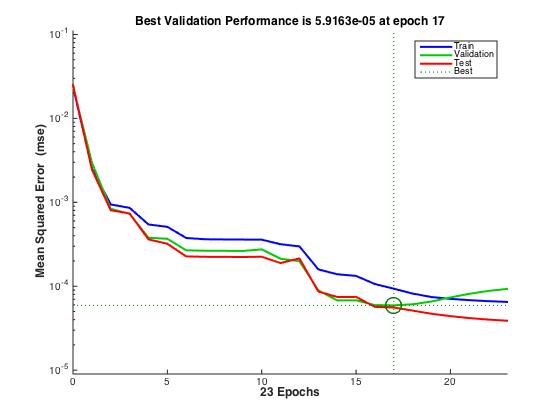 Best Validation Performance is 5.9163e-05 at epoch 17
Train
Validation
Test
Best
Mean Squared Error (mse)
10^-1
10^-2
10^-3
10^-4
10^-5
0
5
10
15
20
23 Epochs